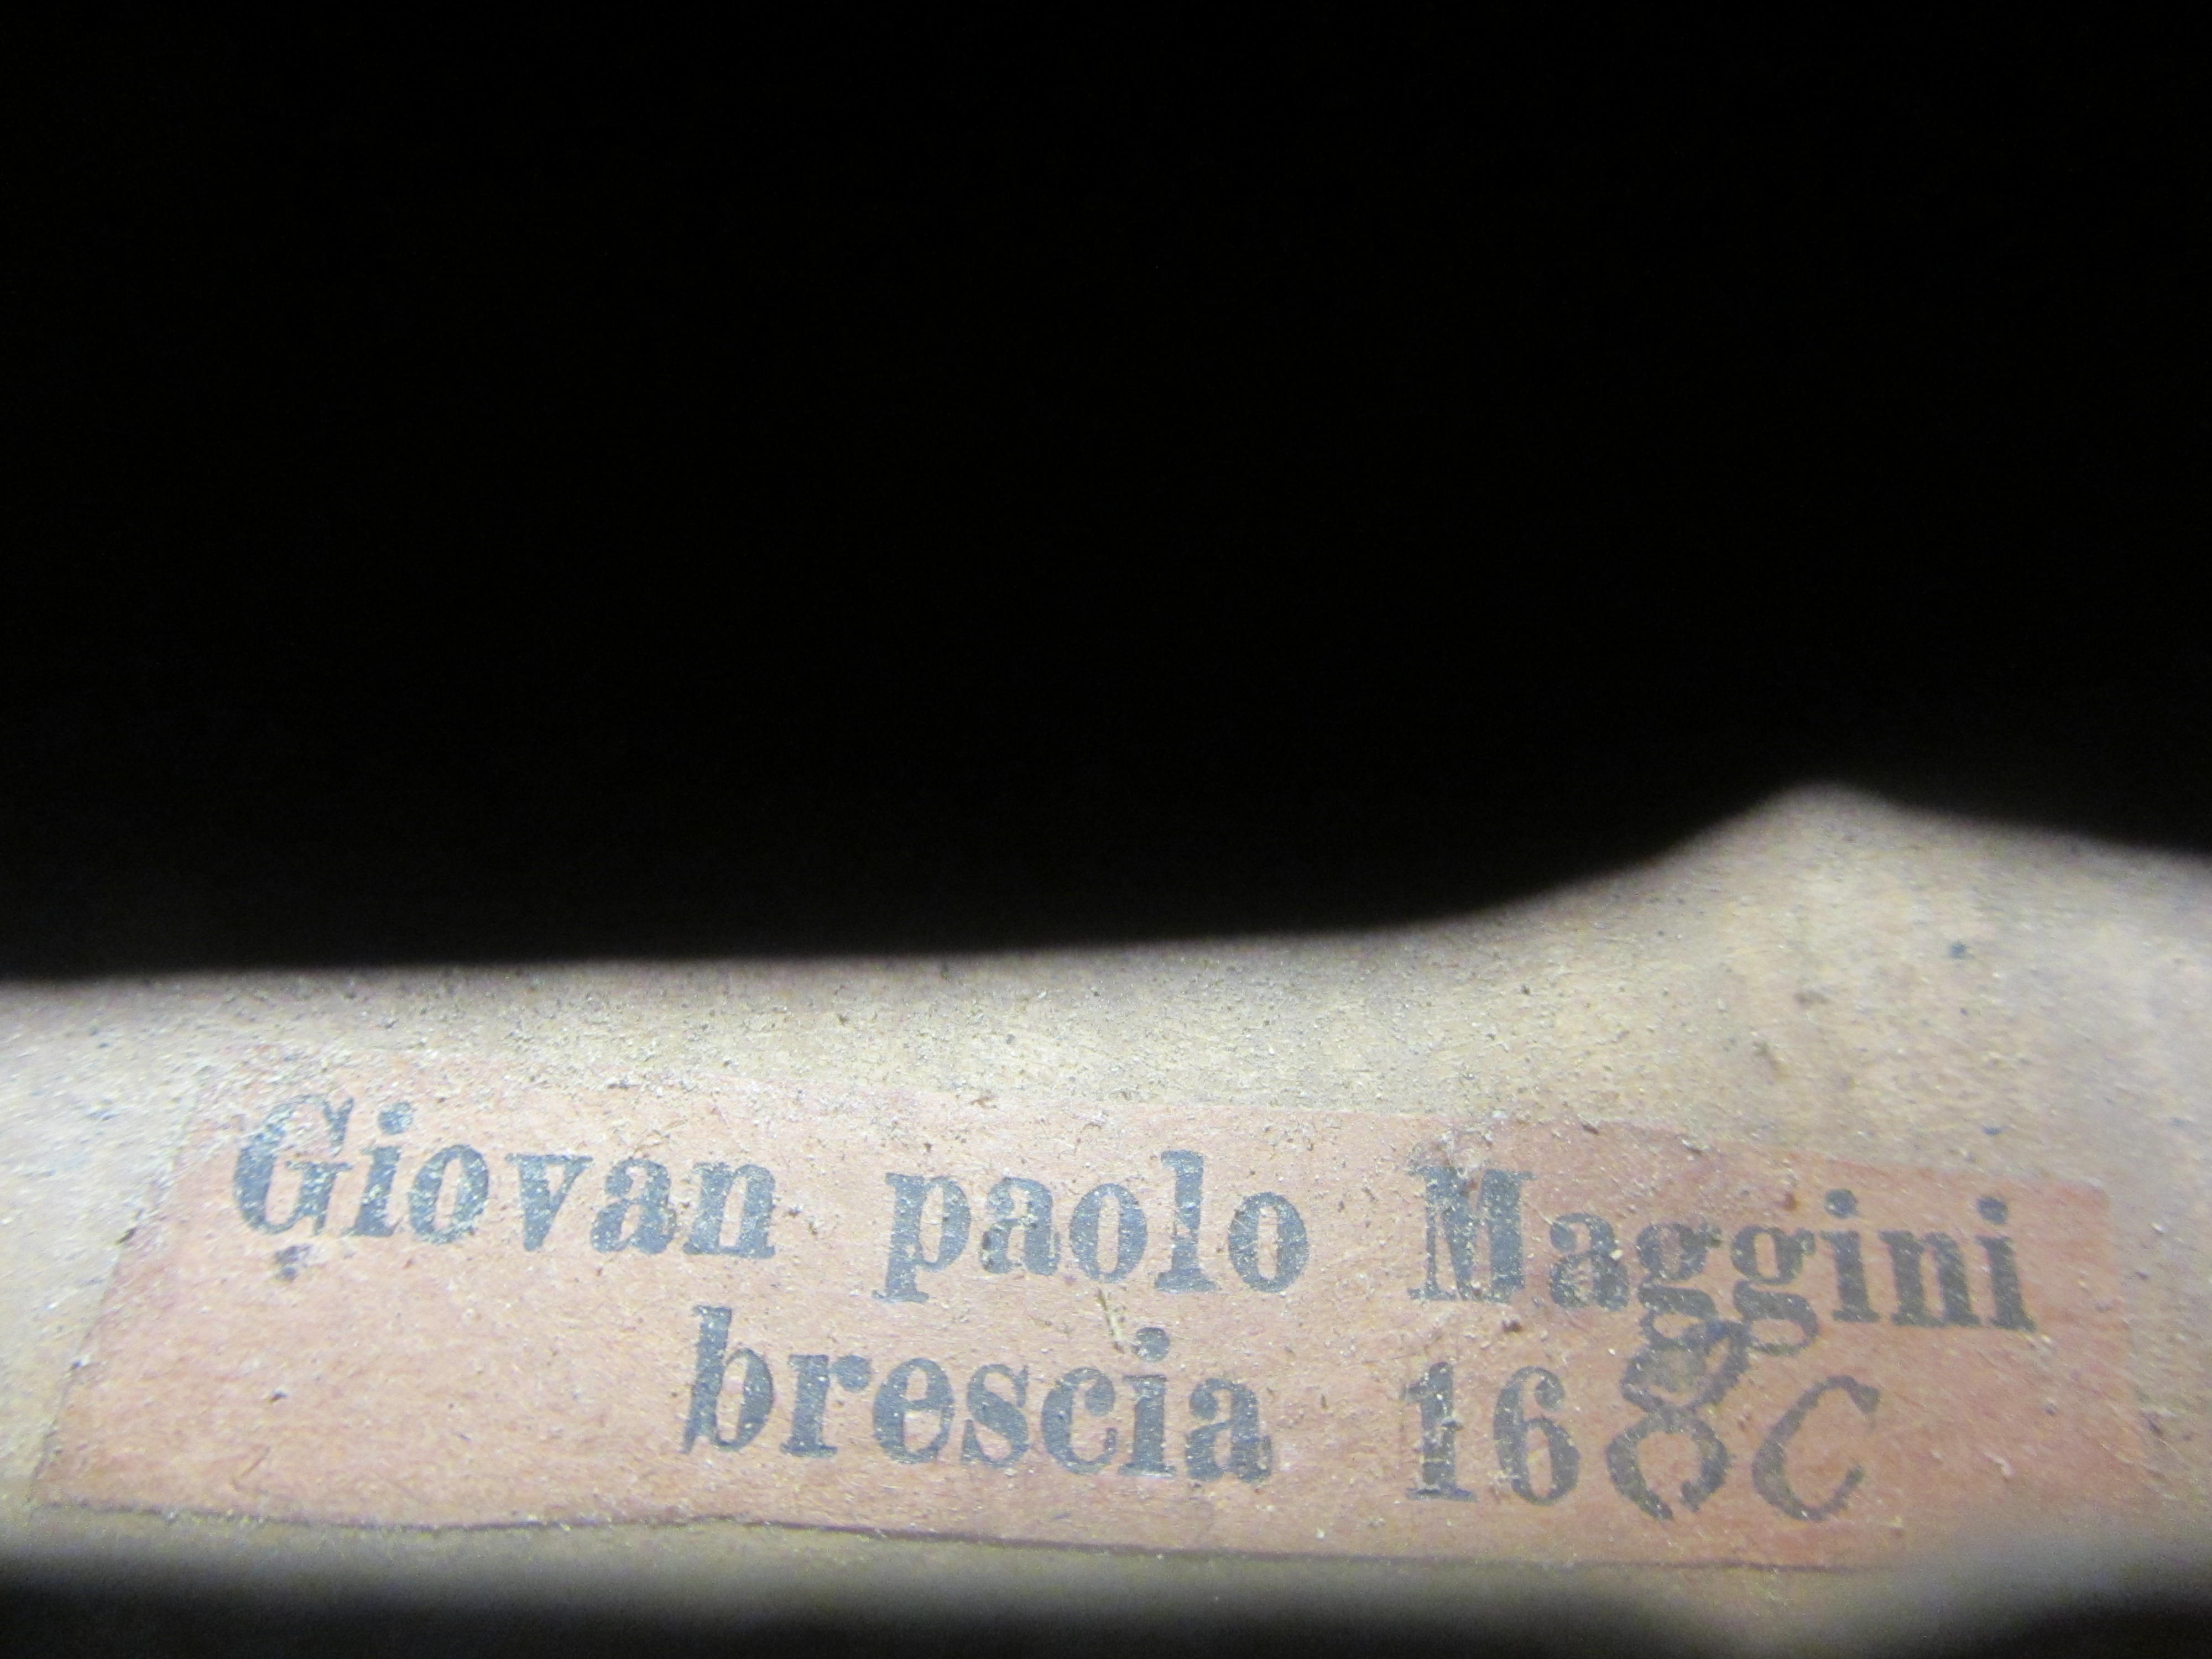 Giovan paolo Maggini
brescia 168C